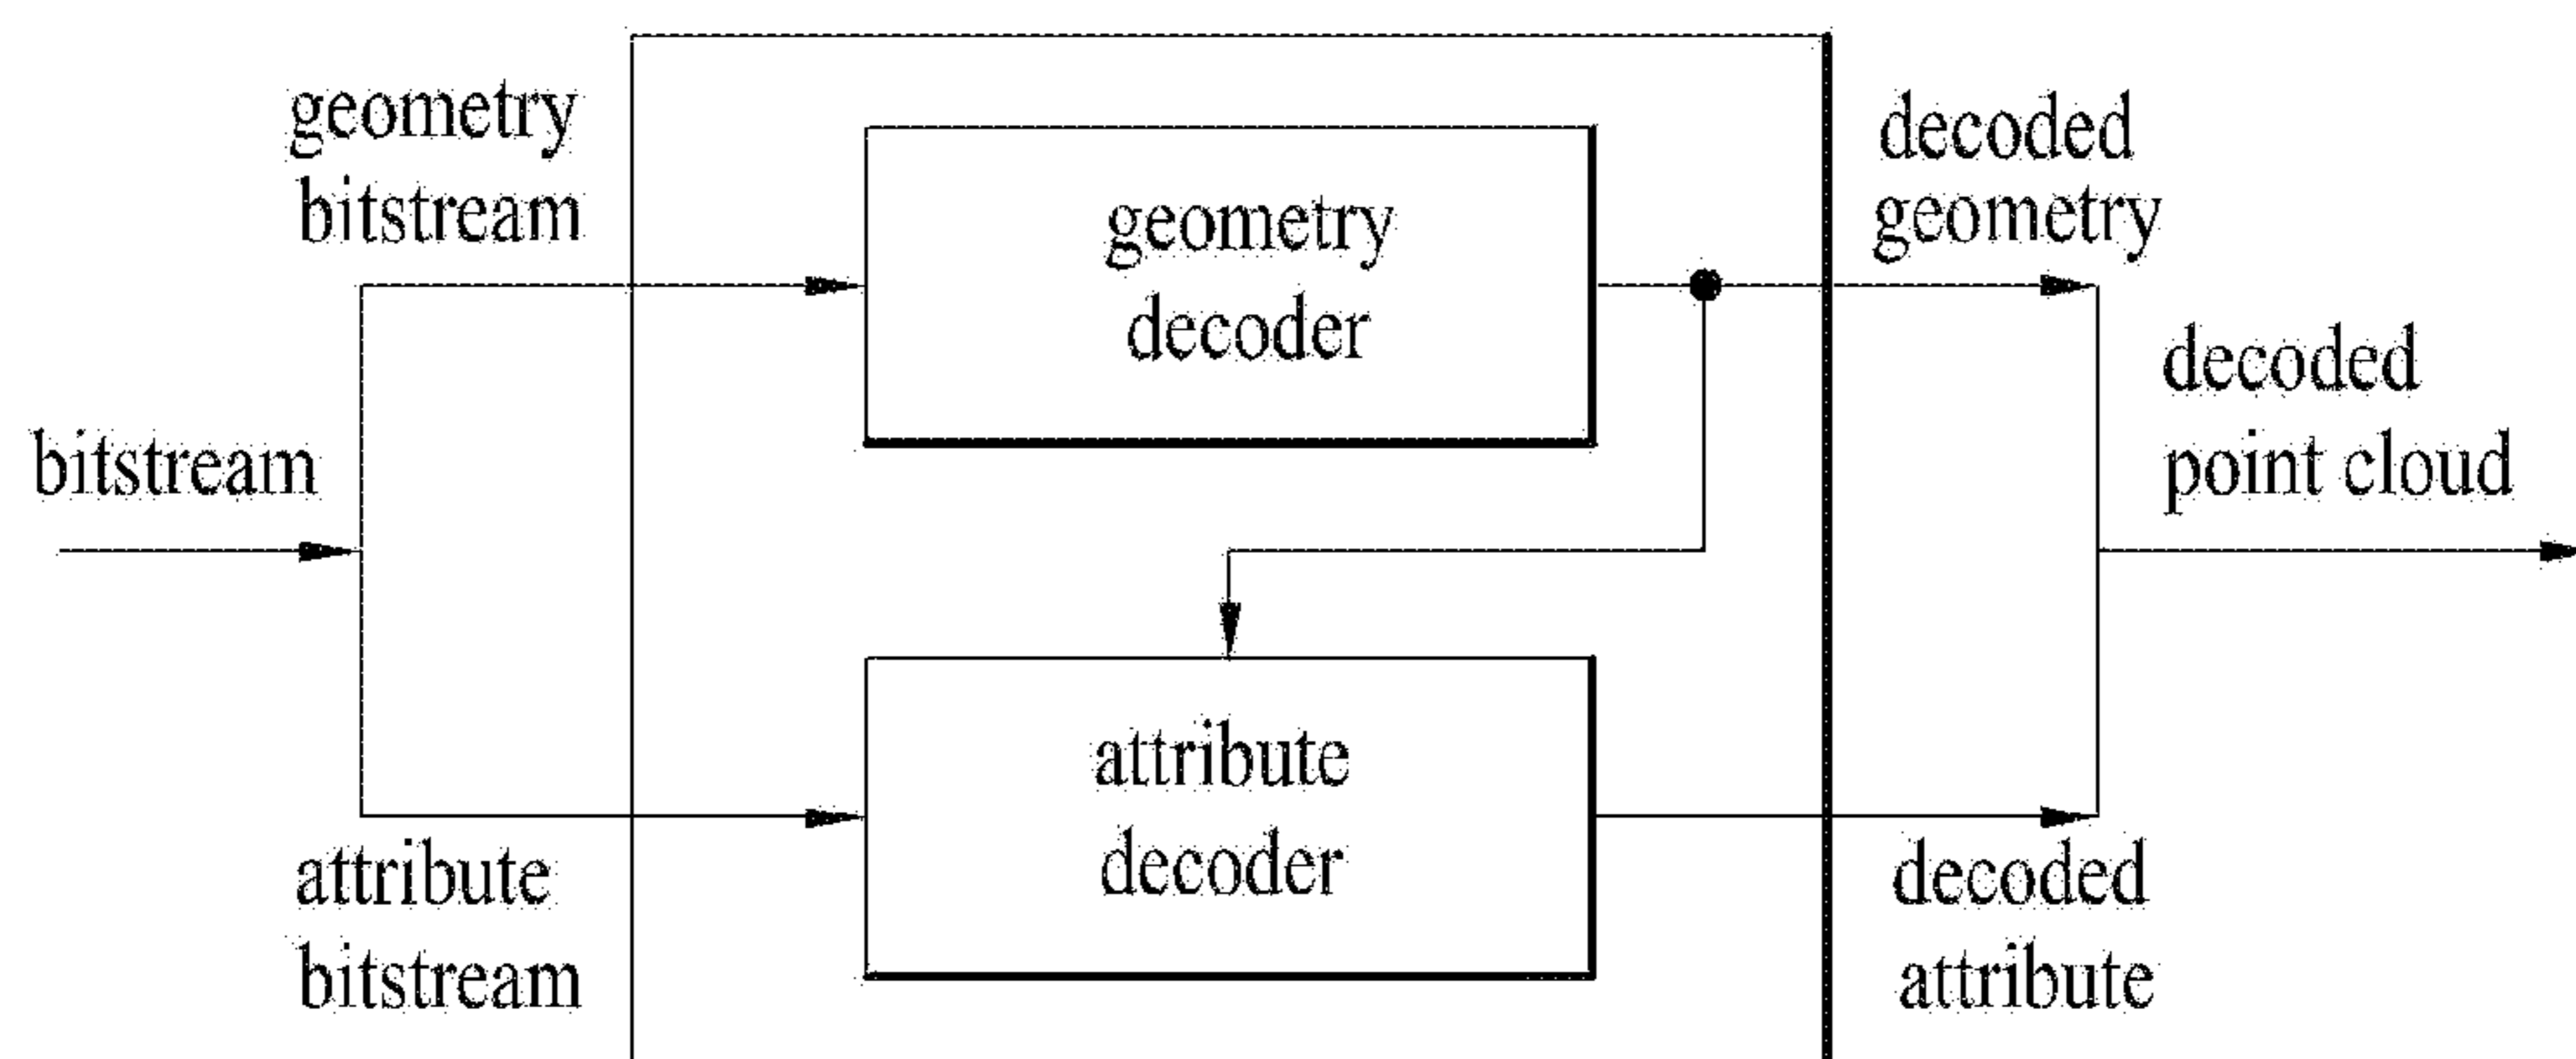 geometry
bitstream
geometry
decoder
decoded
geometry
bitstream
decoded
point cloud
attribute
decoder
attribute
bitstream
decoded
attribute